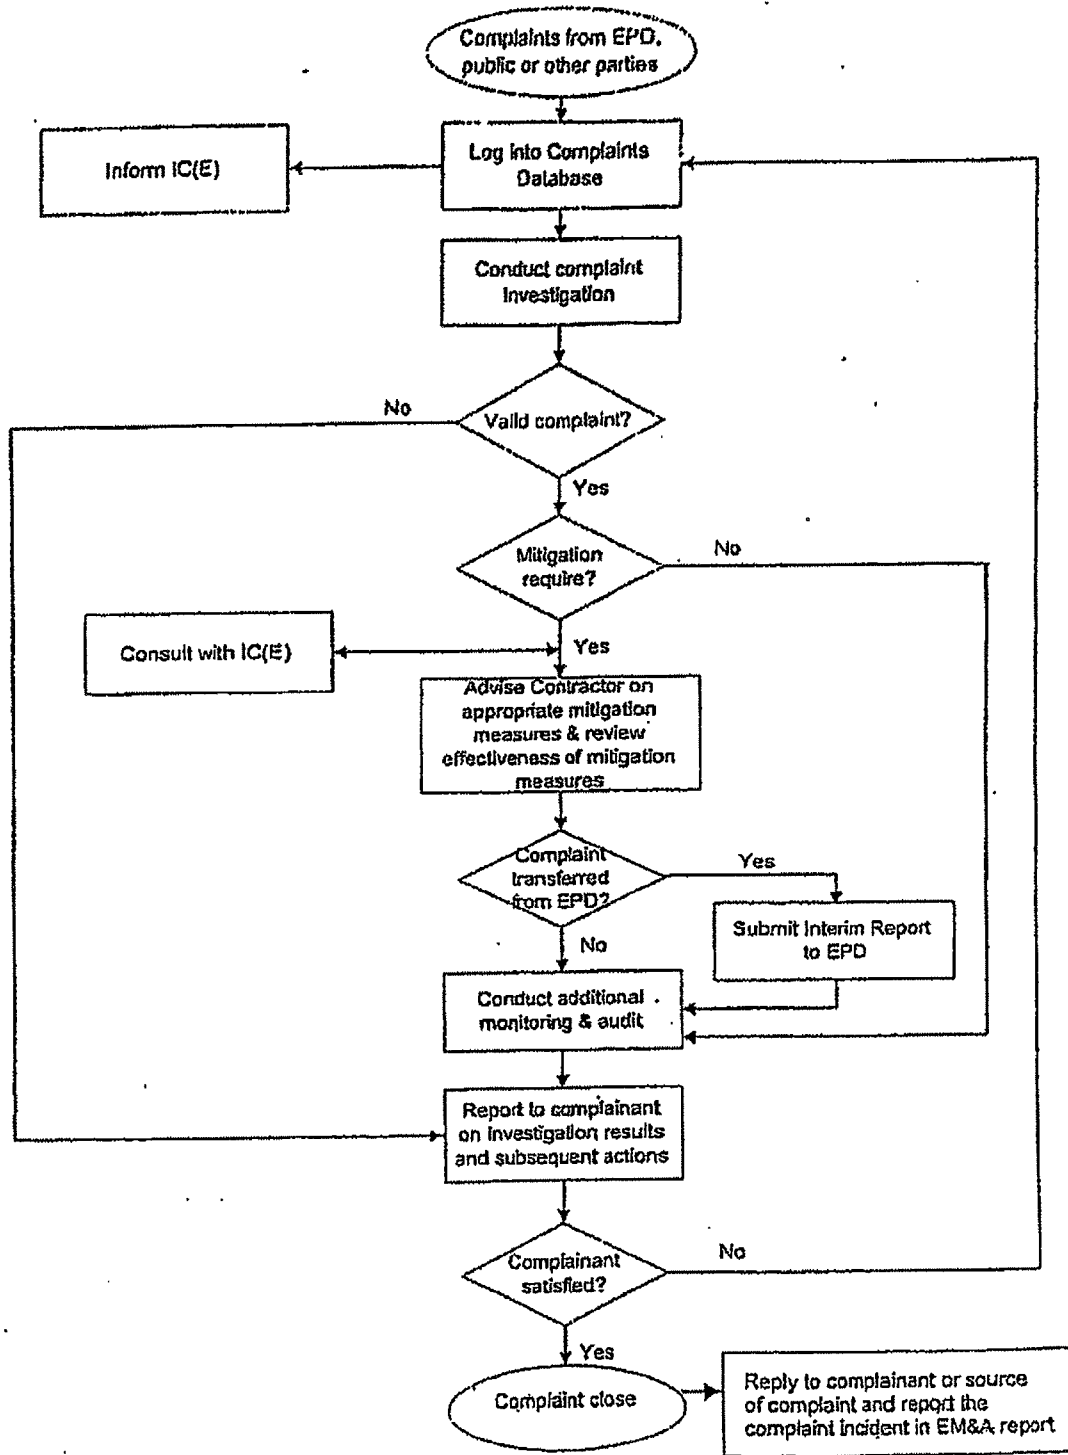 Complaints from EPD,
public or other parties
Inform IC(E)
Log into Complaints
Database
Conduct complaint
Investigation
No
Valid complaint?
Yes
Mitigation
require?
No
Consult with IC(E)
Yes
Advise Contractor on
appropriate mitigation
measures & review
effectiveness of mitigation
measures
Complaint
transferred
from EPD?
Yes
Submit Interim Report
to EPD
No
Conduct additional
monitoring & audit
Report to complainant
on investigation results
and subsequent actions
Complainant
satisfied?
No
Yes
Complaint close
Reply to complainant or source
of complaint and report the
complaint incident in EM&A report